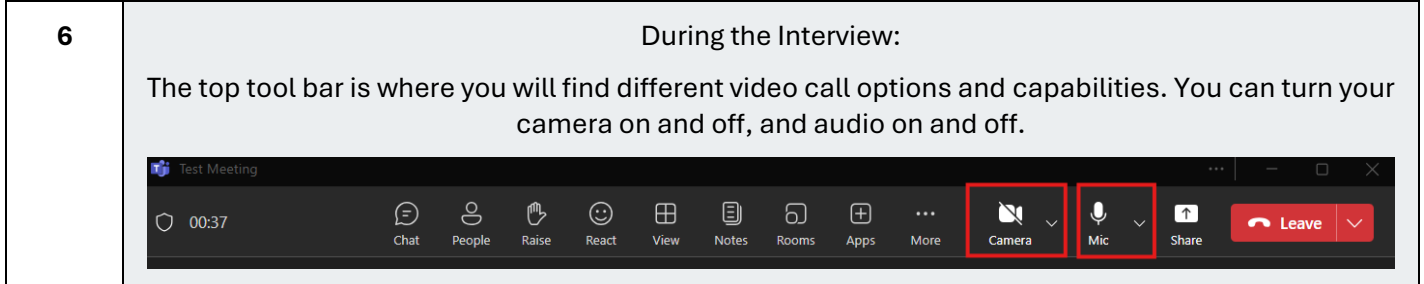 6
During the Interview:
The top tool bar is where you will find different video call options and capabilities. You can turn your
camera on and off, and audio on and off.
Test Meeting
00:37
Chat People Raise React View Notes Rooms Apps More Camera Mic Share Leave